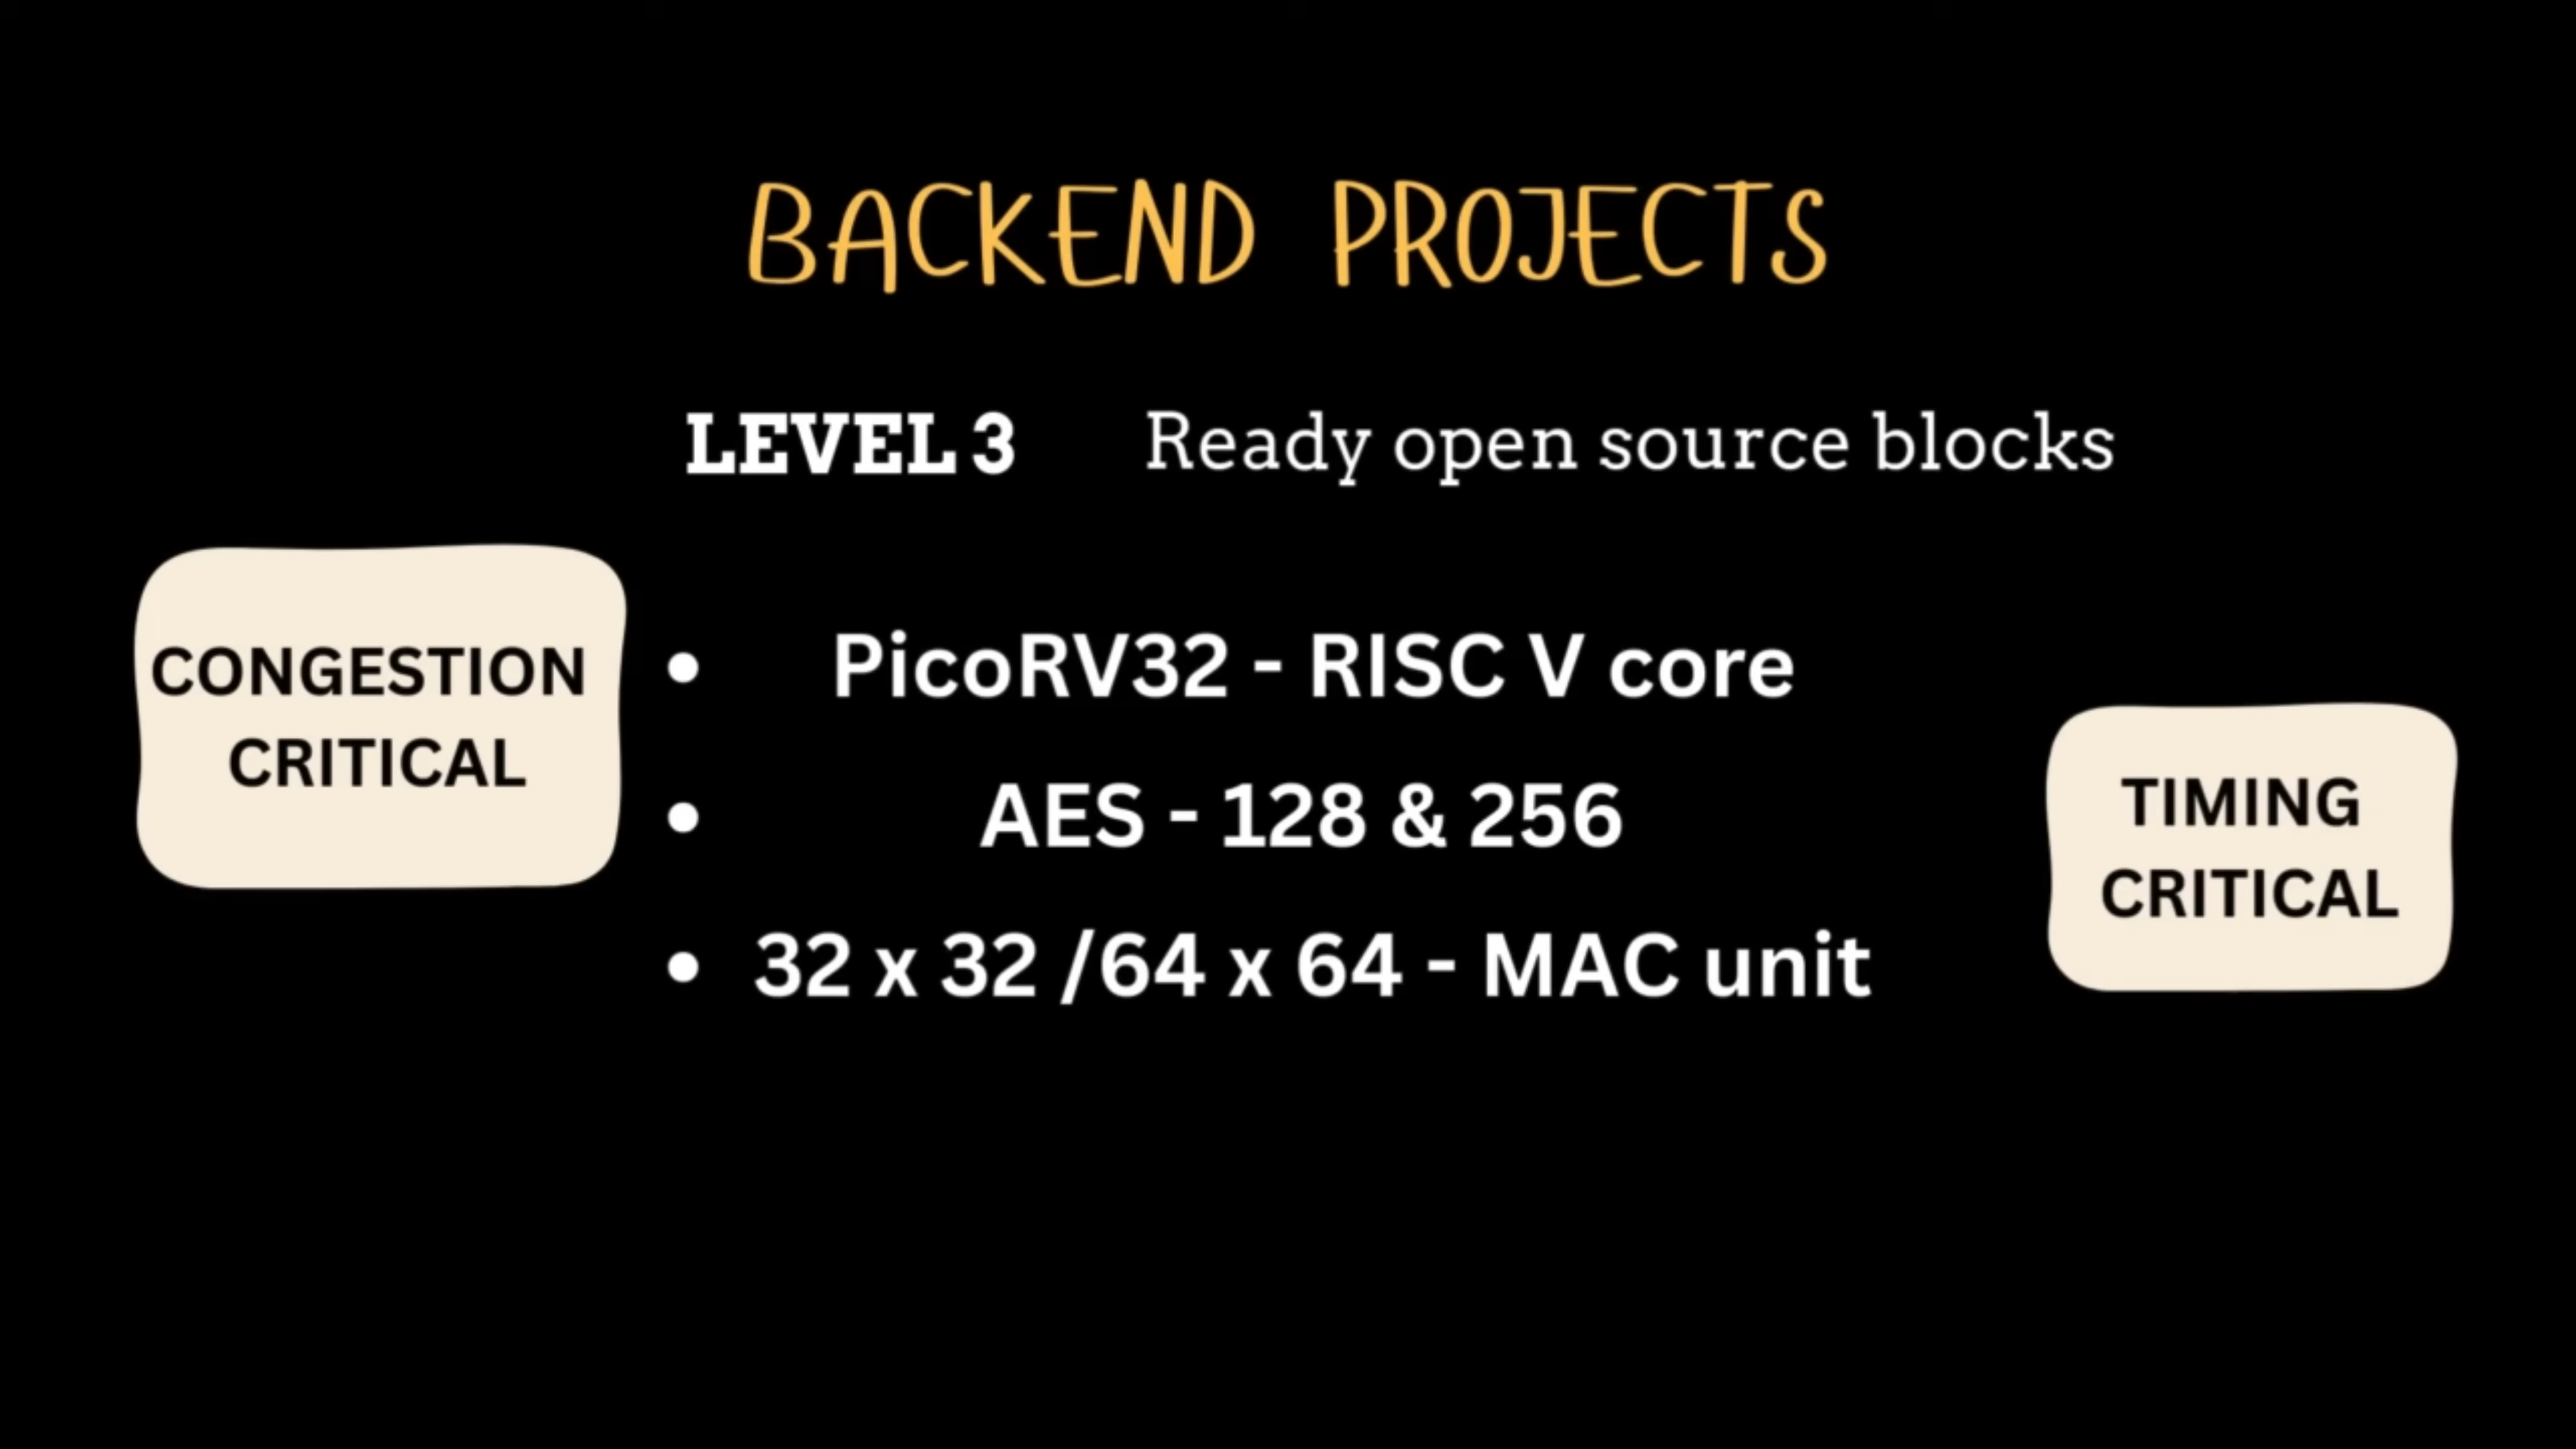 BACKEND PROJECTS
LEVEL 3 Ready open source blocks
CONGESTION
CRITICAL
• PicoRV32 - RISC V core
• AES - 128 & 256
• 32 x 32 /64 x 64 - MAC unit
TIMING
CRITICAL